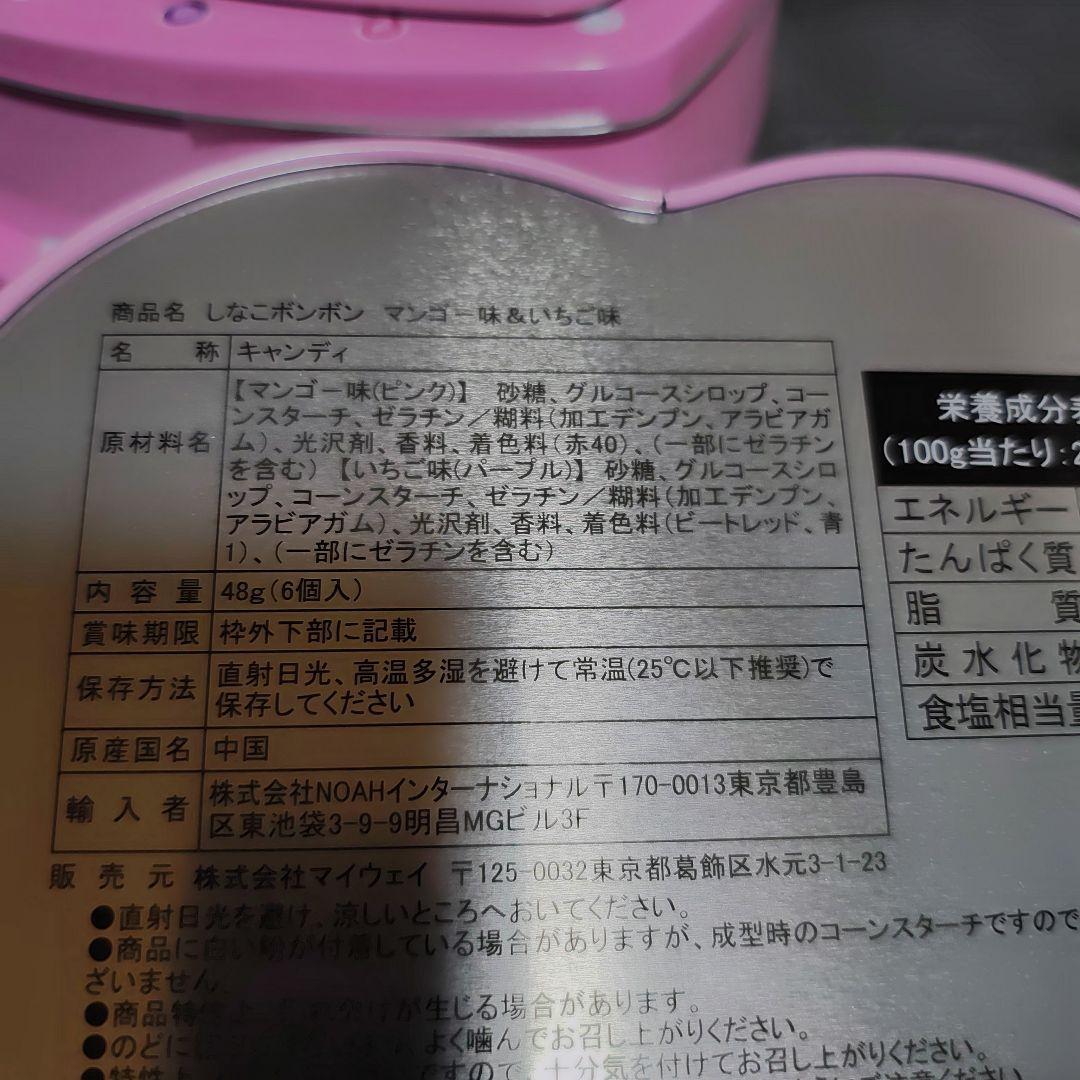 商品名 しなこボンボン マンゴー味&いちご味
名 称 キャンディ
原材料名
【マンゴー味(ピンク)】 砂糖、グルコースシロップ、コー
ンスターチ、ゼラチン／糊料(加工デンプン、アラビアガ
ム)、光沢剤、香料、着色料(赤40)、(一部にゼラチン
を含む)【いちご味(パープル)】 砂糖、グルコースシロ
ップ、コーンスターチ、ゼラチン／糊料(加工デンプン、
アラビアガム)、光沢剤、香料、着色料(ビートレッド、青
1)、(一部にゼラチンを含む)
内 容 量 48g(6個入)
賞味期限 枠外下部に記載
保存方法 直射日光、高温多湿を避けて常温(25℃以下推奨)で
保存してください
原産国名 中国
輸 入 者 株式会社NOAHインターナショナル〒170-0013東京都豊島
区東池袋3-9-9明昌MGビル3F
販 売 元 株式会社マイウェイ 〒125-0032東京都葛飾区水元3-1-23
●直射日光を避け、涼しいところへおいてください。
●商品に白い粉が付着している場合がありますが、成型時のコーンスターチですので
ざいません
●商品特 が生じる場合があります。
●のどに よく噛んでお召し上がりください。
●特性上 ですので、十分気を付けてお召し上がりください。
栄養成分
(100g当たり:
エネルギー
たんぱく質
脂 質
炭 水 化 物
食塩相当量